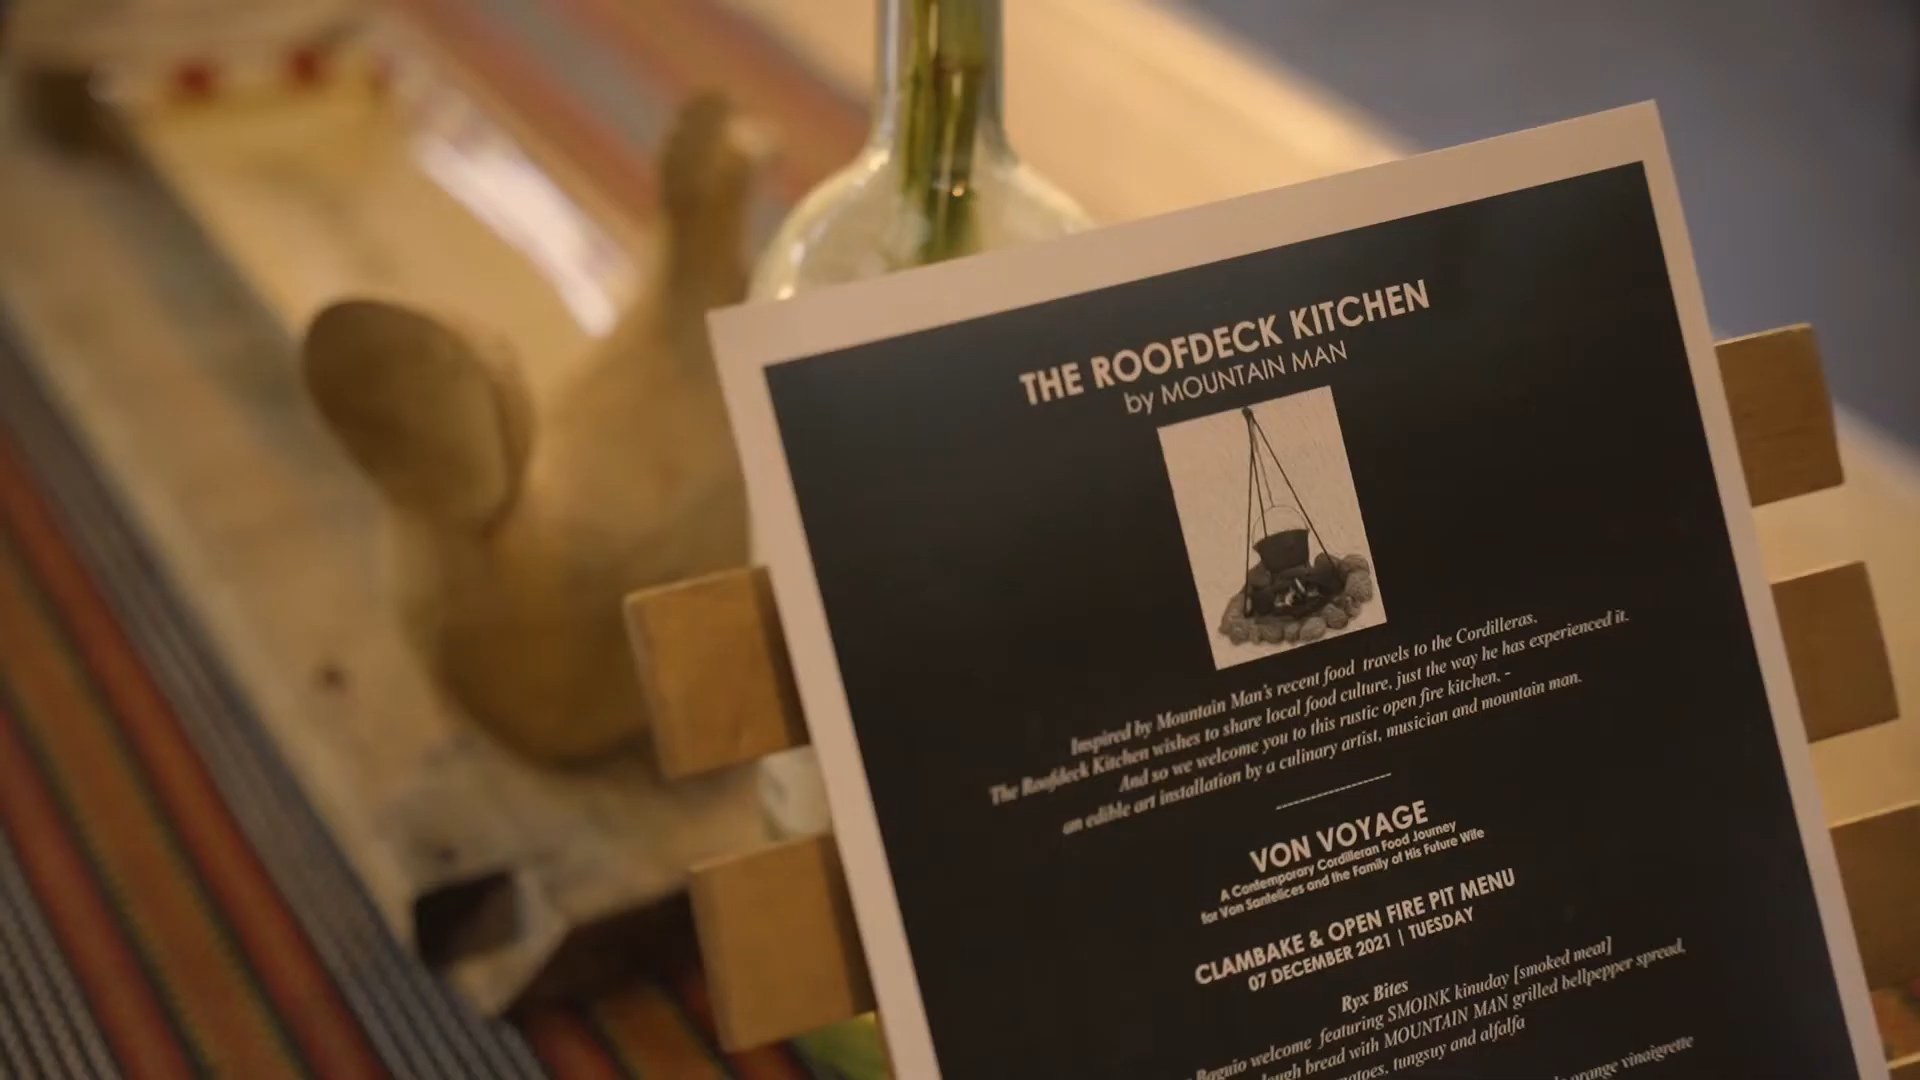 THE ROOFDECK KITCHEN
by MOUNTAIN MAN
Inspired by Mountain Man's recent food travels to the Cordilleras,
The Roofdeck Kitchen wishes to share local food culture, just the way he has experienced it.
And so we welcome you to this rustic open fire kitchen, -
an edible art installation by a culinary artist, musician and mountain man.
VON VOYAGE
A Contemporary Cordilleran Food Journey
for Von Santelices and the Family of His Future Wife
CLAMBAKE & OPEN FIRE PIT MENU
07 DECEMBER 2021 | TUESDAY
Ryx Bites
Baguio welcome featuring SMOINK kinuday [smoked meat]
bread with MOUNTAIN MAN grilled bellpepper spread,
tungsuy and alfalfa
orange vinaigrette